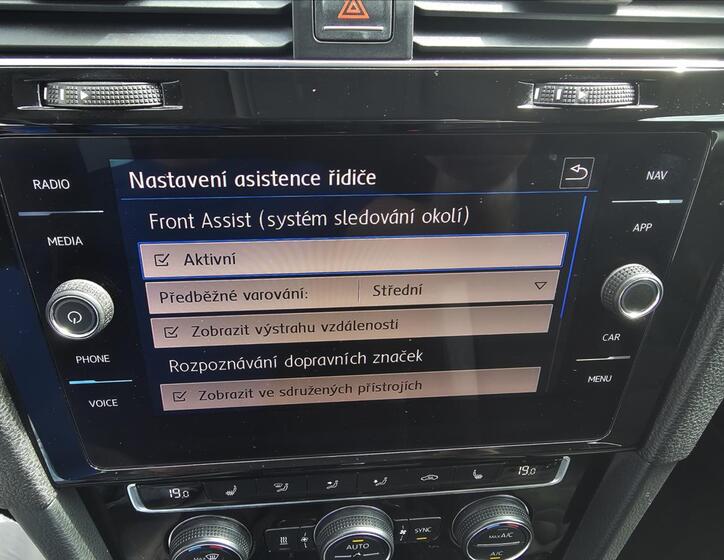 RADIO
MEDIA
PHONE
VOICE
Nastavení asistence řidiče
Front Assist (systém sledování okolí)
Aktivní
Předběžné varování: Střední
Zobrazit výstrahu vzdálenosti
Rozpoznávání dopravních značek
Zobrazit ve sdružených přístrojích
NAV
APP
CAR
MENU
19.0
19.0
AUTO
SYNC
MAX A/C
A/C